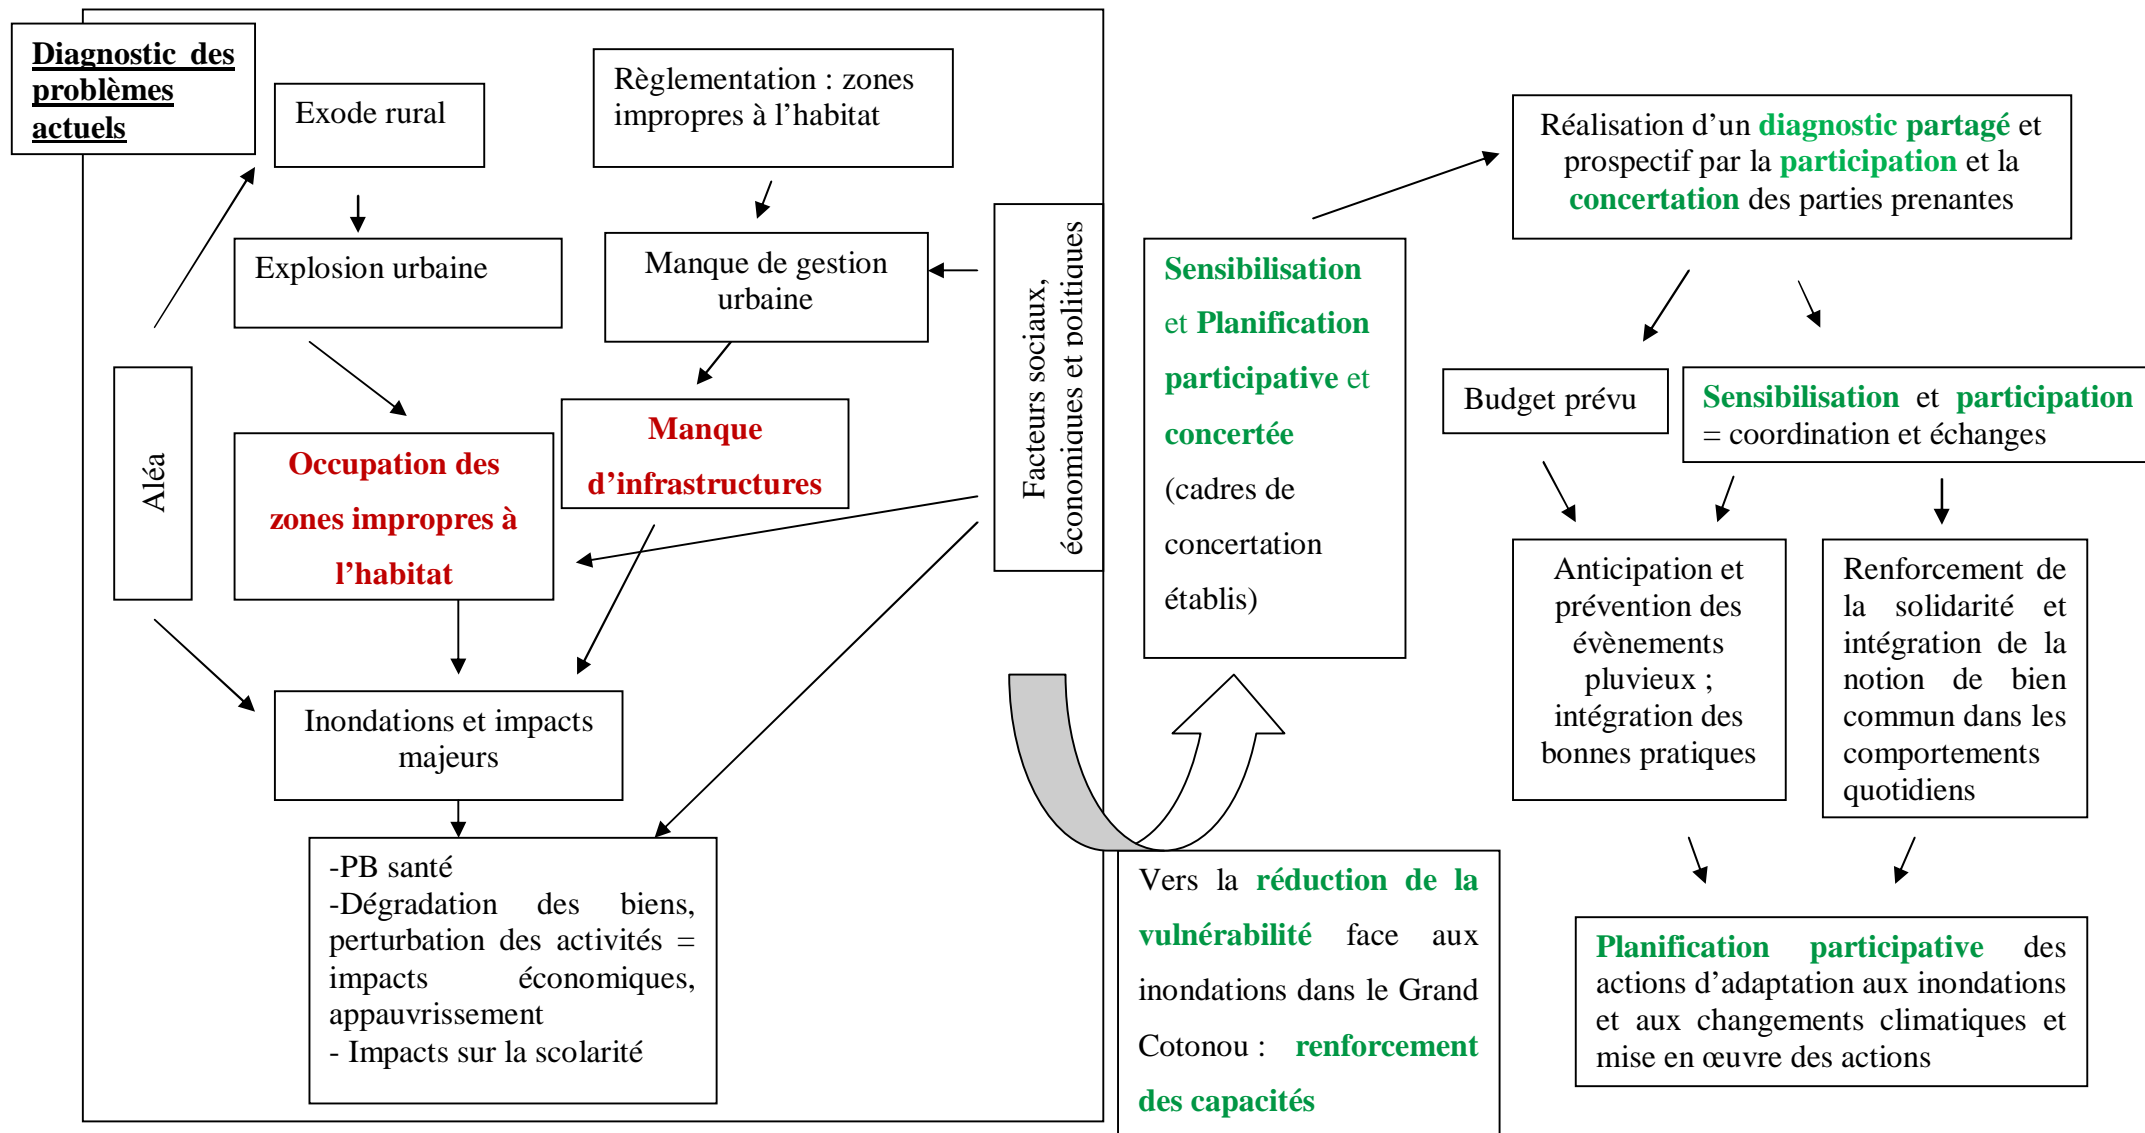 Diagnostic des
problèmes
actuels
Exode rural
Règlementation : zones
impropres à l’habitat
Explosion urbaine
Manque de gestion
urbaine
Aléa
Occupation des
zones impropres à
l’habitat
Manque
d’infrastructures
Facteurs sociaux,
économiques et politiques
Inondations et impacts
majeurs
-PB santé
-Dégradation des biens,
perturbation des activités =
impacts économiques,
appauvrissement
- Impacts sur la scolarité
Sensibilisation
et Planification
participative et
concertée
(cadres de
concertation
établis)
Vers la réduction de la
vulnérabilité face aux
inondations dans le Grand
Cotonou : renforcement
des capacités
Réalisation d’un diagnostic partagé et
prospectif par la participation et la
concertation des parties prenantes
Budget prévu
Sensibilisation et participation
= coordination et échanges
Anticipation et
prévention des
évènements
pluvieux ;
intégration des
bonnes pratiques
Renforcement de
la solidarité et
intégration de la
notion de bien
commun dans les
comportements
quotidiens
Planification participative des
actions d’adaptation aux inondations
et aux changements climatiques et
mise en œuvre des actions